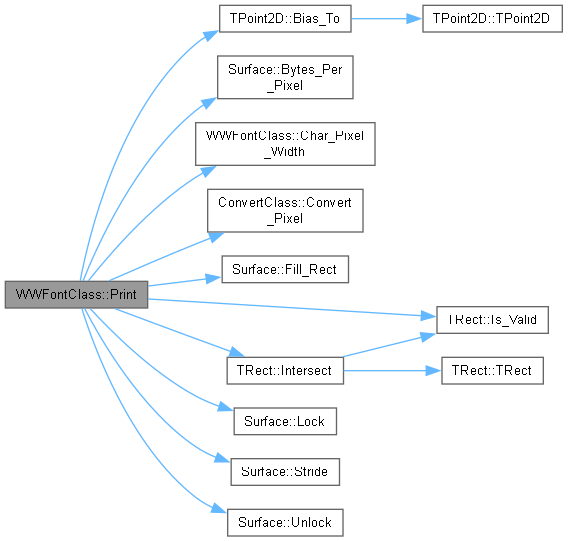 TPoint2D::Bias_To
TPoint2D::TPoint2D
Surface::Bytes_Per
_Pixel
WWFontClass::Char_Pixel
_Width
ConvertClass::Convert
_Pixel
Surface::Fill_Rect
WWFontClass::Print
TRect::Is_Valid
TRect::Intersect
TRect::TRect
Surface::Lock
Surface::Stride
Surface::Unlock